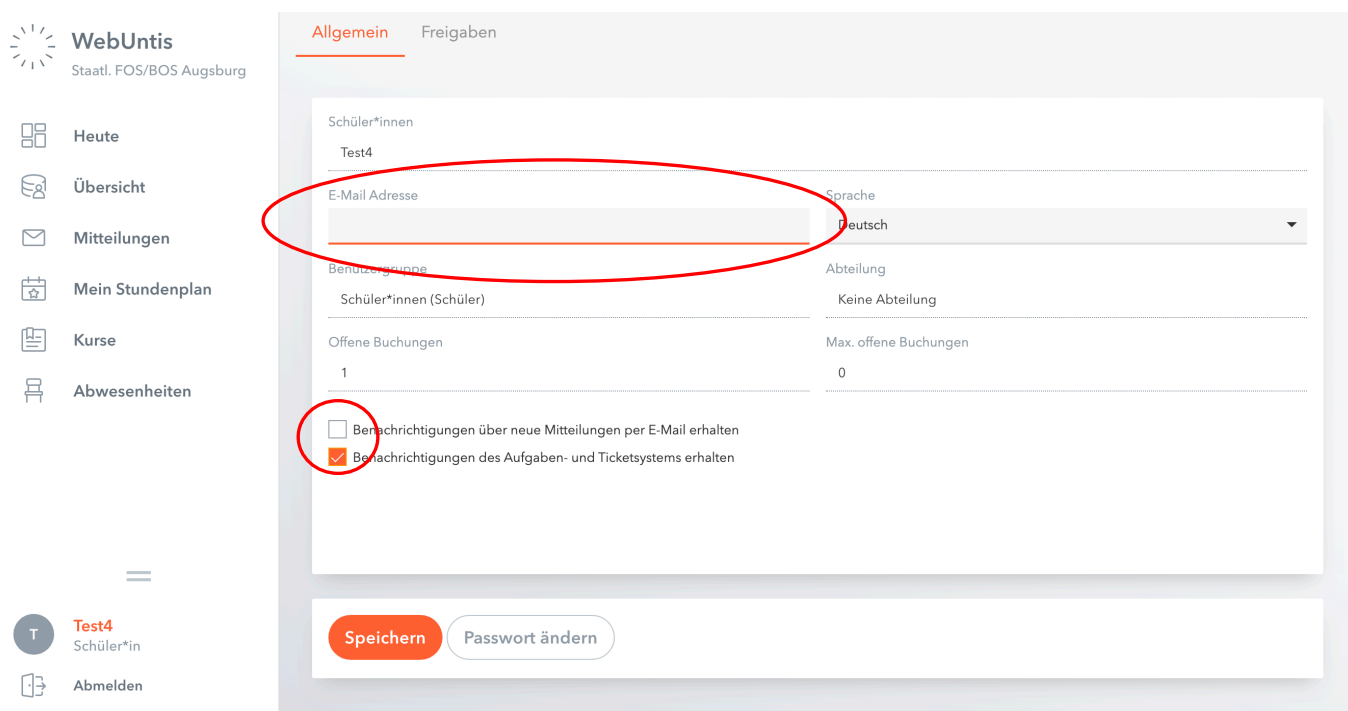 WebUntis
Staatl. FOS/BOS Augsburg
Heute
Übersicht
Mitteilungen
Mein Stundenplan
Kurse
Abwesenheiten
T
Test4
Schüler*in
Abmelden
Allgemein Freigaben
Schüler*innen
Test4
E-Mail Adresse Sprache
Deutsch
Benutzergruppe Abteilung
Schüler*innen (Schüler) Keine Abteilung
Offene Buchungen Max. offene Buchungen
1 0
Benachrichtigungen über neue Mitteilungen per E-Mail erhalten
Benachrichtigungen des Aufgaben- und Ticketsystems erhalten
Speichern Passwort ändern